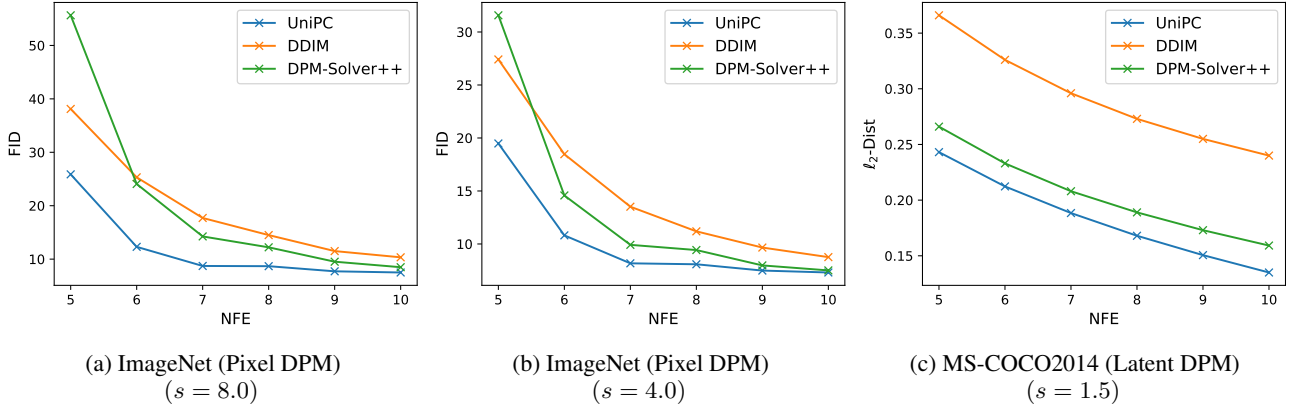 UniPC
DDIM
DPM-Solver++
FID
50
40
30
20
10
5 6 7 8 9 10
NFE
(a) ImageNet (Pixel DPM)
(s = 8.0)
UniPC
DDIM
DPM-Solver++
FID
30
25
20
15
10
5 6 7 8 9 10
NFE
(b) ImageNet (Pixel DPM)
(s = 4.0)
UniPC
DDIM
DPM-Solver++
ℓ₂-Dist
0.35
0.30
0.25
0.20
0.15
5 6 7 8 9 10
NFE
(c) MS-COCO2014 (Latent DPM)
(s = 1.5)